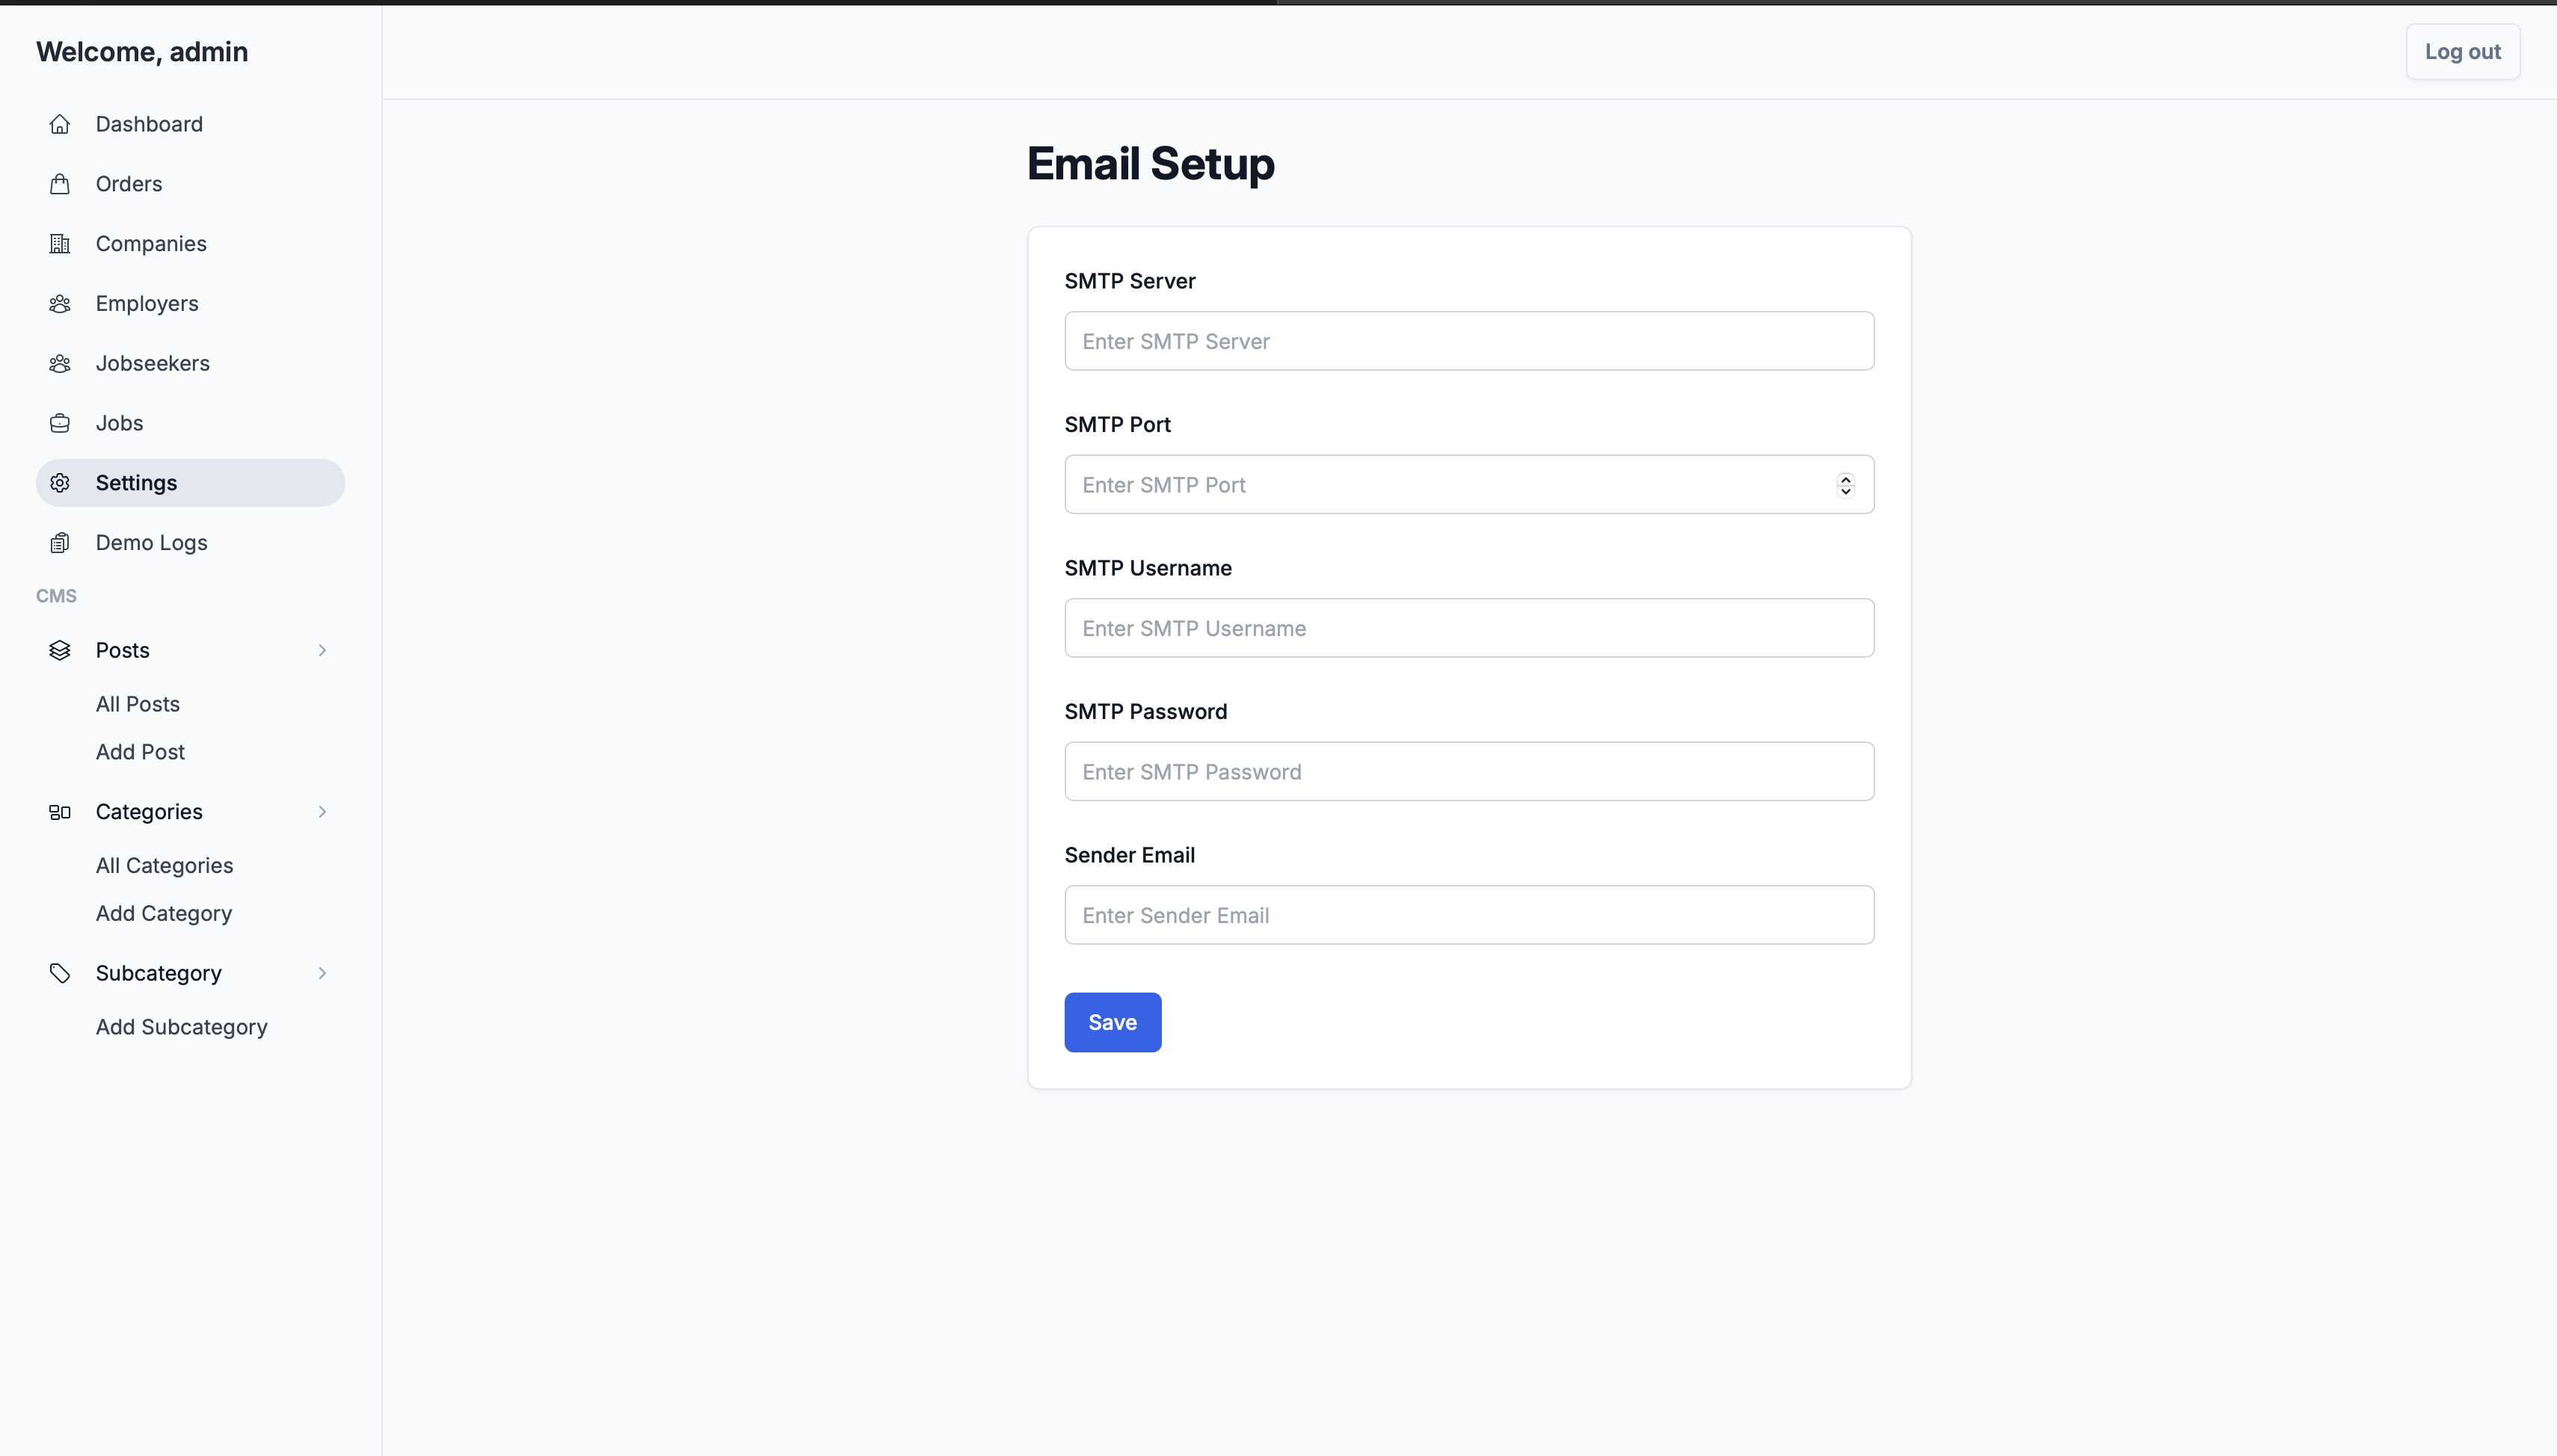 Welcome, admin
Dashboard
Orders
Companies
Employers
Jobseekers
Jobs
Settings
Demo Logs
CMS
Posts
All Posts
Add Post
Categories
All Categories
Add Category
Subcategory
Add Subcategory
Log out
Email Setup
SMTP Server
Enter SMTP Server
SMTP Port
Enter SMTP Port
SMTP Username
Enter SMTP Username
SMTP Password
Enter SMTP Password
Sender Email
Enter Sender Email
Save